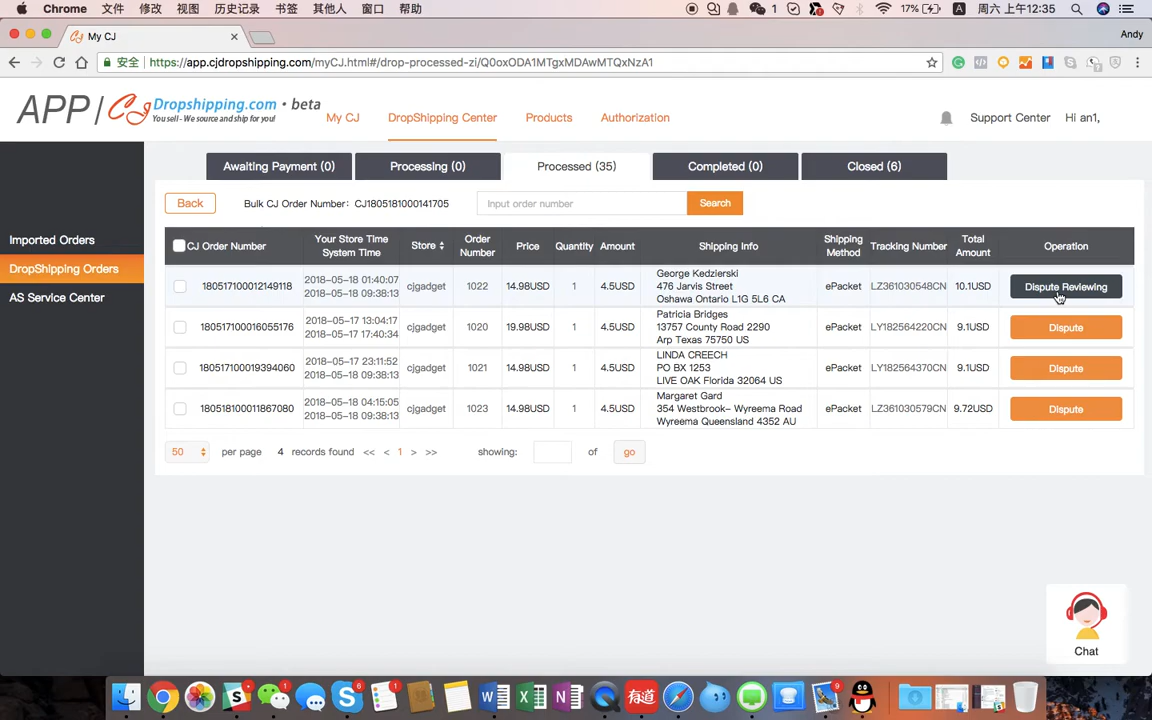 Chrome 文件 修改 视图 历史记录 书签 其他人 窗口 帮助 1 17% A 周六 上午12:35
My CJ Andy
安全 https://app.cjdropshipping.com/myCJ.html#/drop-processed-zi/Q0oxODA1MTgxMDAwMTQxNzA1
APP / CJ Dropshipping.com • beta
You sell - We source and ship for you!
My CJ DropShipping Center Products Authorization Support Center Hi an1,
Awaiting Payment (0) Processing (0) Processed (35) Completed (0) Closed (6)
Back Bulk CJ Order Number: CJ1805181000141705 Input order number Search
Imported Orders
DropShipping Orders
AS Service Center
CJ Order Number Your Store Time System Time Store Order Number Price Quantity Amount Shipping Info Shipping Method Tracking Number Total Amount Operation
180517100012149118 2018-05-18 01:40:07 2018-05-18 09:38:13 cjgadget 1022 14.98USD 1 4.5USD George Kedzierski 476 Jarvis Street Oshawa Ontario L1G 5L6 CA ePacket LZ361030548CN 10.1USD Dispute Reviewing
180517100016055176 2018-05-17 13:04:17 2018-05-17 17:40:34 cjgadget 1020 19.98USD 1 4.5USD Patricia Bridges 13757 County Road 2290 Arp Texas 75750 US ePacket LY182564220CN 9.1USD Dispute
180517100019394060 2018-05-17 23:11:52 2018-05-18 09:38:13 cjgadget 1021 14.98USD 1 4.5USD LINDA CREECH PO BX 1253 LIVE OAK Florida 32064 US ePacket LY182564370CN 9.1USD Dispute
180518100011867080 2018-05-18 04:15:05 2018-05-18 09:38:13 cjgadget 1023 14.98USD 1 4.5USD Margaret Gard 354 Westbrook- Wyreema Road Wyreema Queensland 4352 AU ePacket LZ361030579CN 9.72USD Dispute
50 per page 4 records found << < 1 > >> showing: of go
Chat
有道